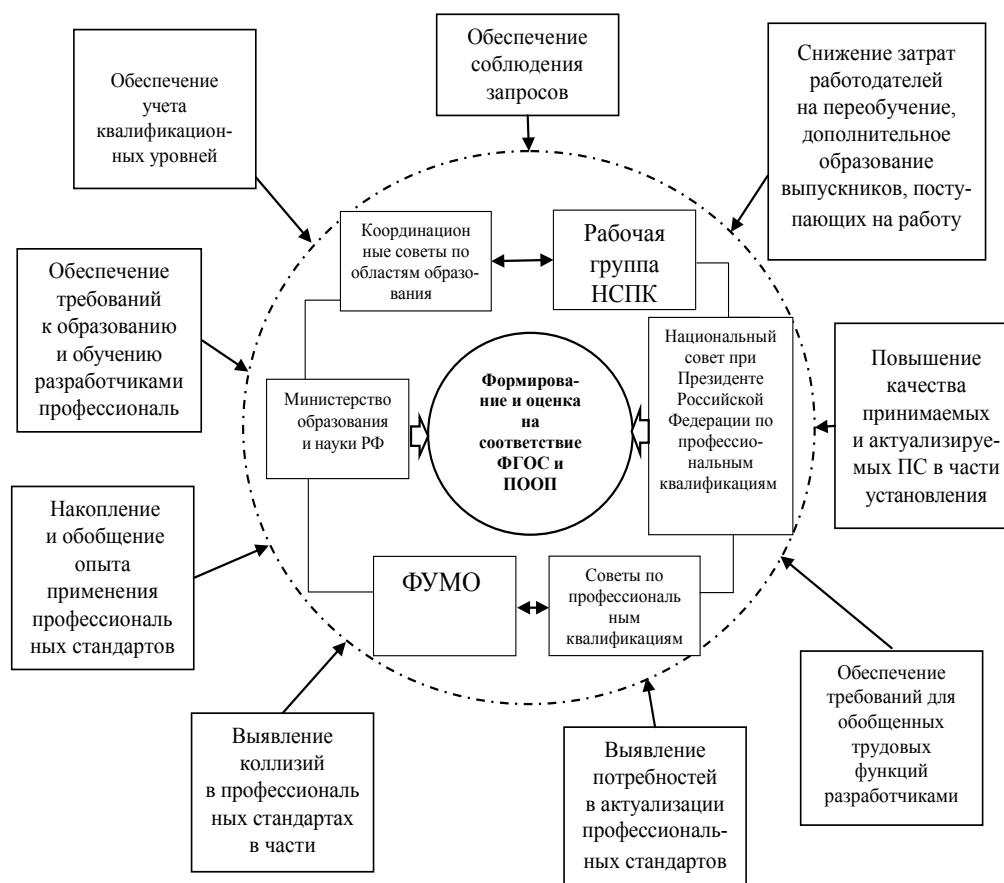 Обеспечение
соблюдения
запросов
Обеспечение
учета
квалификацион-
ных уровней
Снижение затрат
работодателей
на переобучение,
дополнительное
образование
выпускников, посту-
пающих на работу
Координацион
ные советы по
областям образо-
вания
Рабочая
группа
НСПК
Обеспечение
требований
к образованию
и обучению
разработчиками
профессиональ
Министерство
образования
и науки РФ
Формирова-
ние и оценка
на
соответствие
ФГОС и
ПООП
Национальный
совет при
Президенте
Российской
Федерации по
профессио-
нальным
квалификациям
Повышение
качества
принимаемых
и актуализируе-
мых ПС в части
установления
Накопление
и обобщение
опыта
применения
профессиональ
ных стандартов
ФУМО
Советы по
профессиональ
ным
квалификациям
Обеспечение
требований для
обобщенных
трудовых
функций
разработчиками
Выявление
коллизий
в профессиональ
ных стандартах
в части
Выявление
потребностей
в актуализации
профессиональ-
ных стандартов